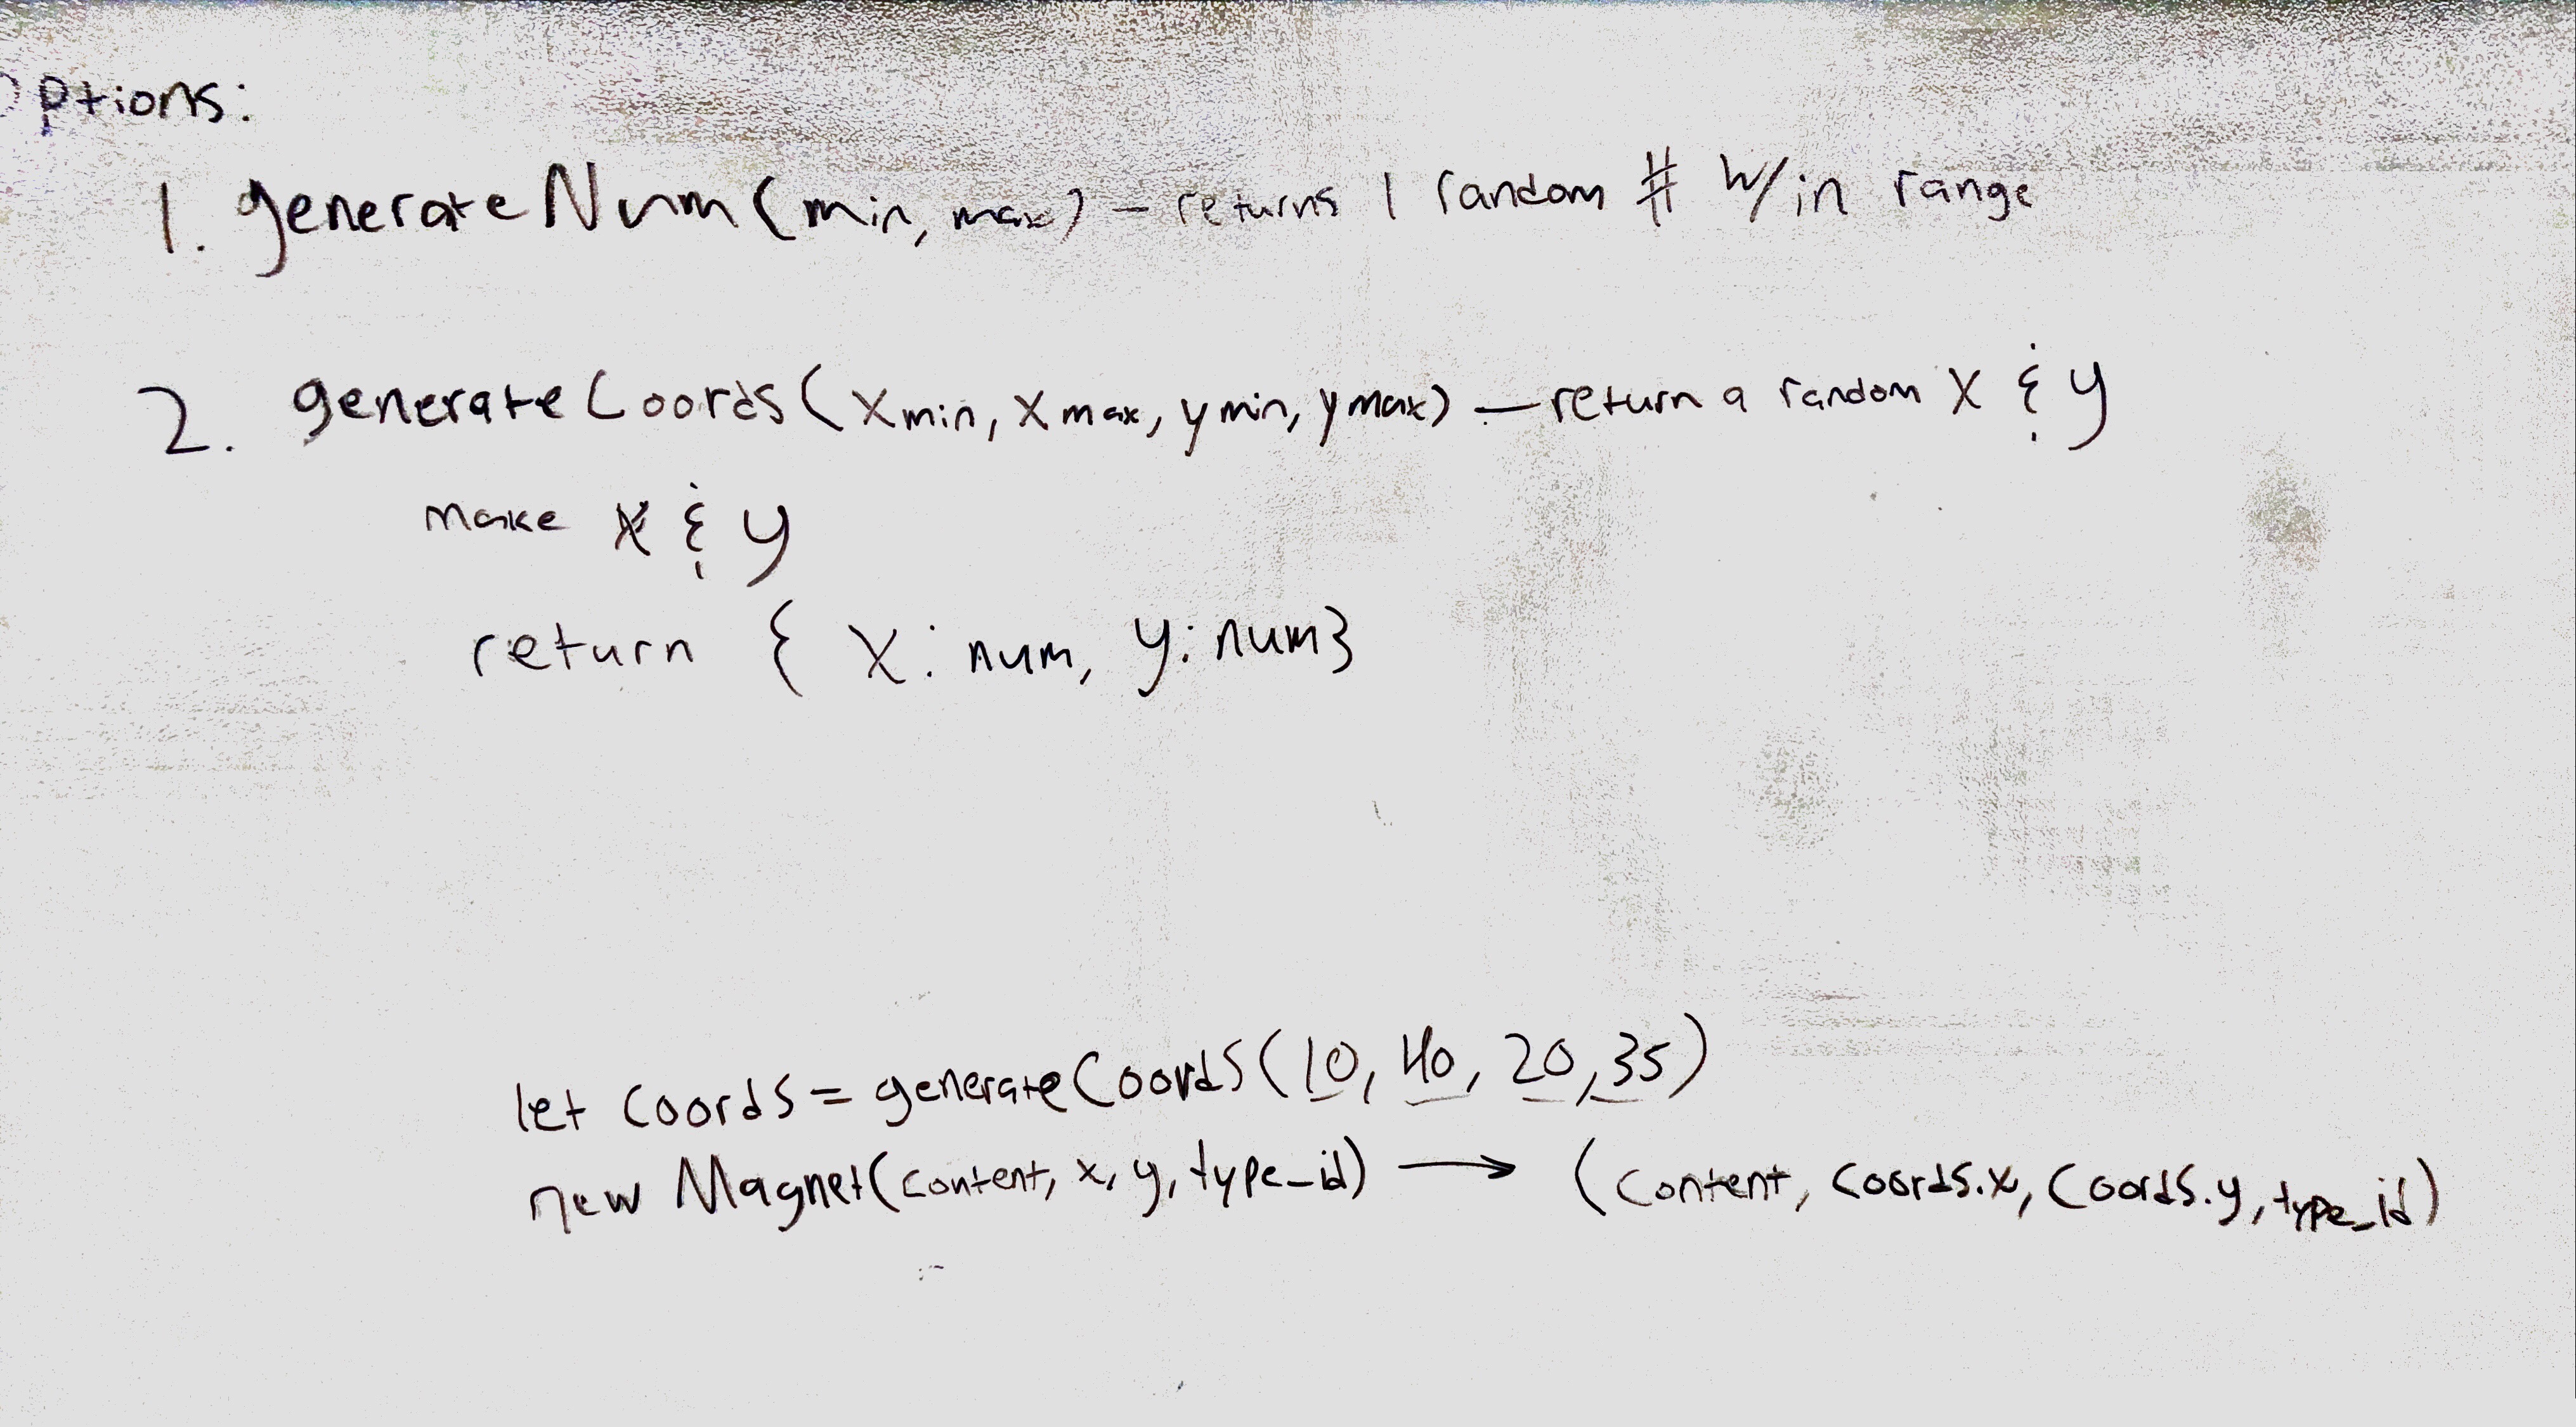 Options:
1. generateNum(min, max) – returns 1 random # w/in range
2. generateCoords(xmin, xmax, ymin, ymax) — return a random x & y
make x & y
return { x: num, y: num}
let coords = generateCoords(10, 40, 20, 35)
new Magnet(content, x, y, type_id) → (content, coords.x, coords.y, type_id)